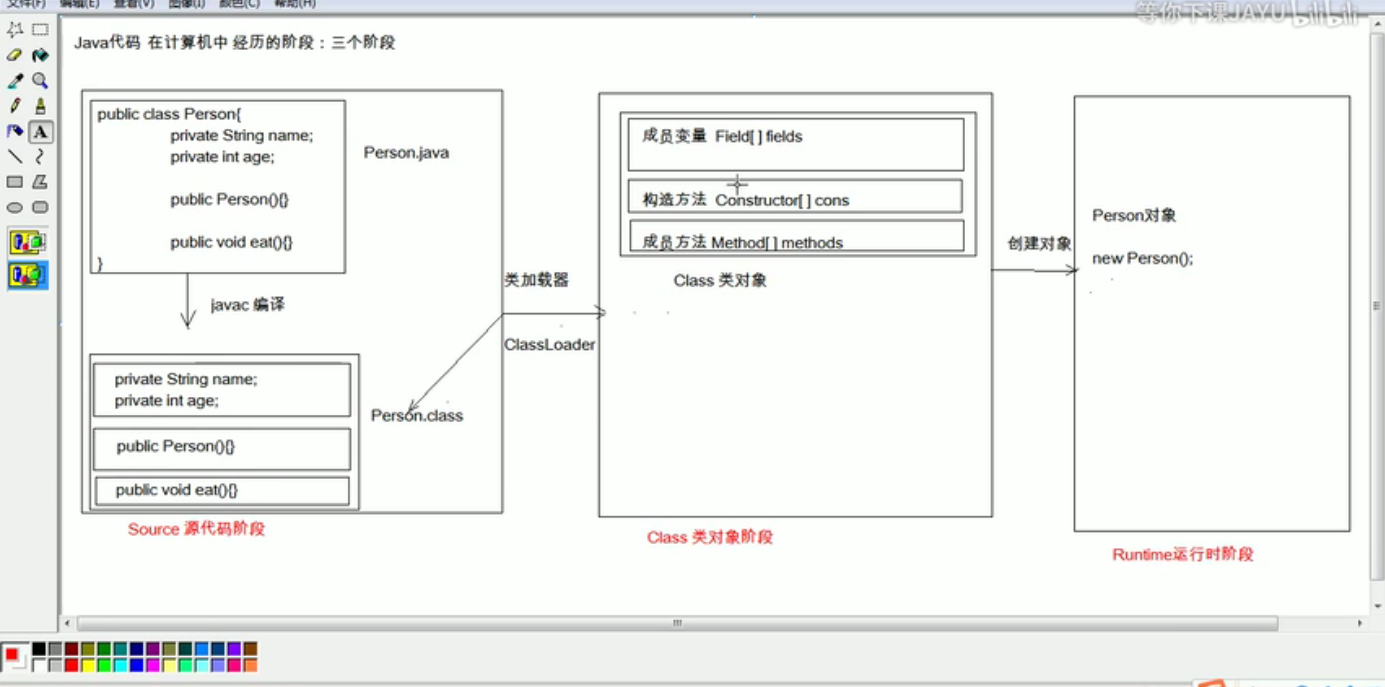 文件(F) 编辑(E) 查看(V) 图像(I) 颜色(C) 帮助(H)
等你下课JAYU bilibili
Java代码 在计算机中 经历的阶段：三个阶段
public class Person{
private String name;
private int age;
public Person(){}
public void eat(){}
}
Person.java
javac 编译
private String name;
private int age;
public Person(){}
public void eat(){}
Person.class
Source 源代码阶段
类加载器
ClassLoader
成员变量 Field[ ] fields
构造方法 Constructor[ ] cons
成员方法 Method[ ] methods
Class 类对象
Class 类对象阶段
创建对象
Person对象
new Person();
Runtime运行时阶段
A